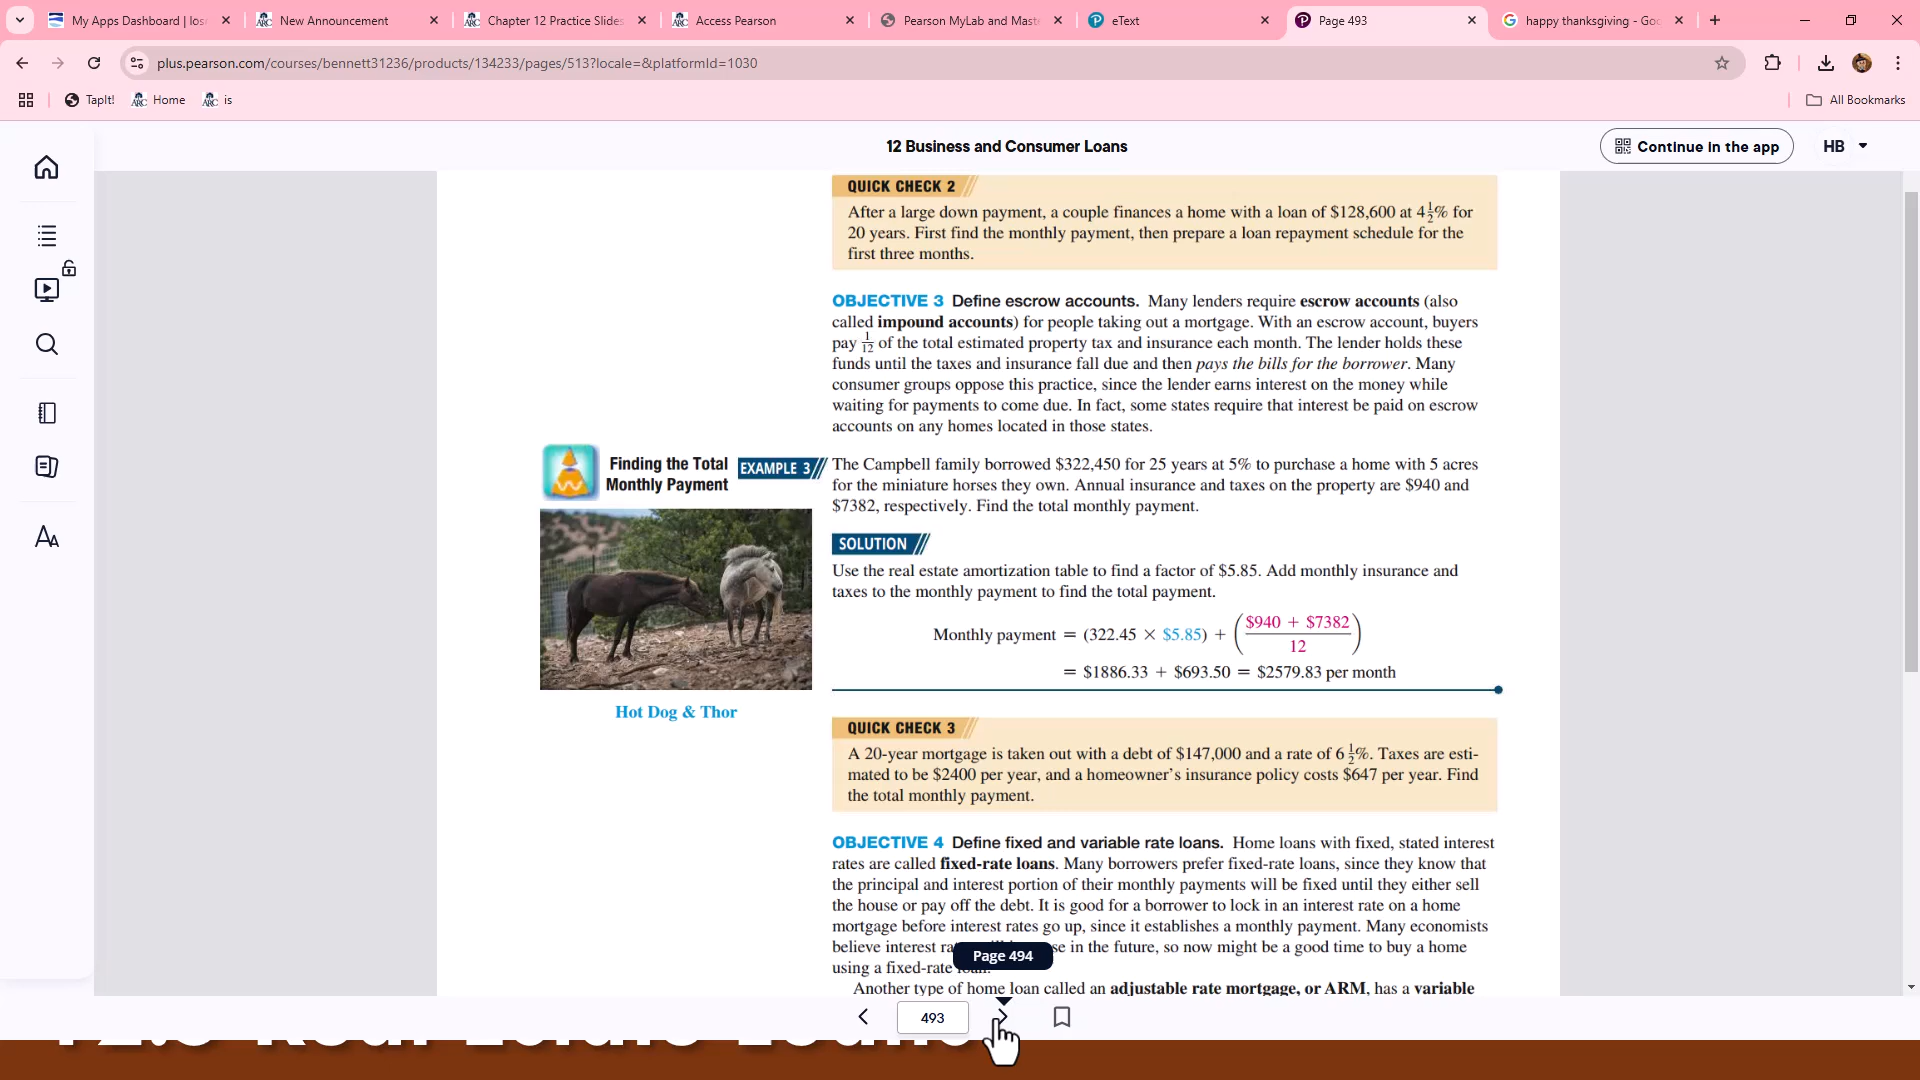 My Apps Dashboard | los
New Announcement
Chapter 12 Practice Slides
Access Pearson
Pearson MyLab and Maste
eText
Page 493
happy thanksgiving - Goo
plus.pearson.com/courses/bennett31236/products/134233/pages/513?locale=&platformId=1030
TapIt!
Home
is
All Bookmarks
12 Business and Consumer Loans
Continue in the app
HB
QUICK CHECK 2
After a large down payment, a couple finances a home with a loan of $128,600 at 4 1/2% for
20 years. First find the monthly payment, then prepare a loan repayment schedule for the
first three months.
OBJECTIVE 3 Define escrow accounts. Many lenders require escrow accounts (also
called impound accounts) for people taking out a mortgage. With an escrow account, buyers
pay 1/12 of the total estimated property tax and insurance each month. The lender holds these
funds until the taxes and insurance fall due and then pays the bills for the borrower. Many
consumer groups oppose this practice, since the lender earns interest on the money while
waiting for payments to come due. In fact, some states require that interest be paid on escrow
accounts on any homes located in those states.
Finding the Total
Monthly Payment
EXAMPLE 3
The Campbell family borrowed $322,450 for 25 years at 5% to purchase a home with 5 acres
for the miniature horses they own. Annual insurance and taxes on the property are $940 and
$7382, respectively. Find the total monthly payment.
SOLUTION
Use the real estate amortization table to find a factor of $5.85. Add monthly insurance and
taxes to the monthly payment to find the total payment.
Monthly payment = (322.45 × $5.85) + ($940 + $7382 / 12)
= $1886.33 + $693.50 = $2579.83 per month
Hot Dog & Thor
QUICK CHECK 3
A 20-year mortgage is taken out with a debt of $147,000 and a rate of 6 1/2%. Taxes are esti-
mated to be $2400 per year, and a homeowner's insurance policy costs $647 per year. Find
the total monthly payment.
OBJECTIVE 4 Define fixed and variable rate loans. Home loans with fixed, stated interest
rates are called fixed-rate loans. Many borrowers prefer fixed-rate loans, since they know that
the principal and interest portion of their monthly payments will be fixed until they either sell
the house or pay off the debt. It is good for a borrower to lock in an interest rate on a home
mortgage before interest rates go up, since it establishes a monthly payment. Many economists
believe interest in the future, so now might be a good time to buy a home
using a fixed-rate
Page 494
Another type of home loan called an adjustable rate mortgage, or ARM, has a variable
493